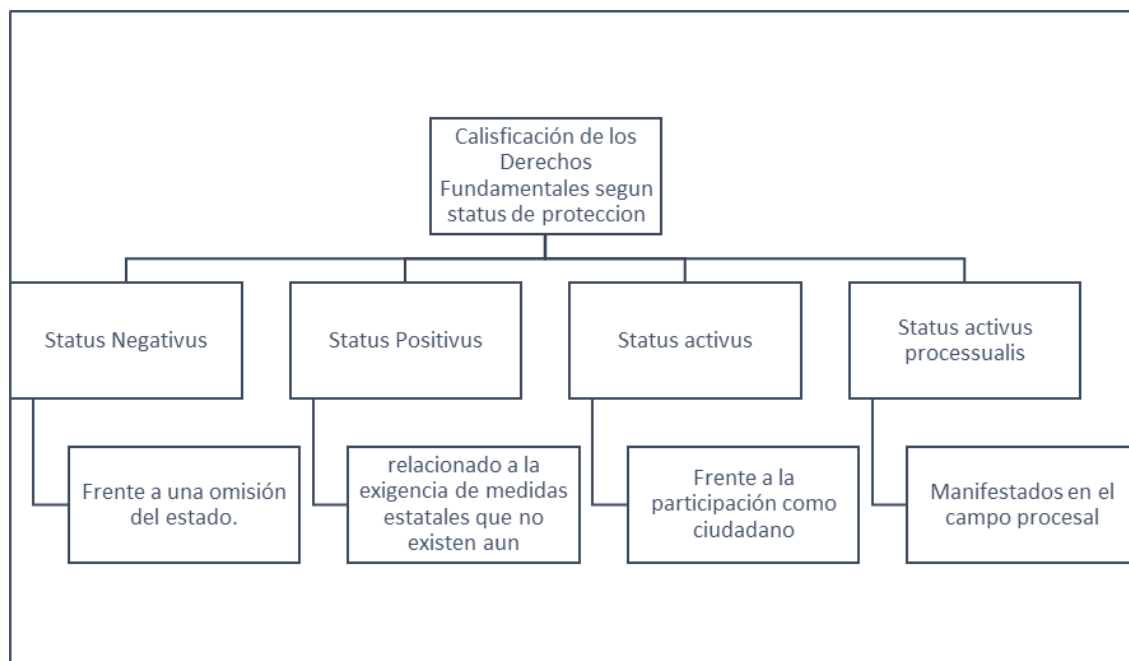 Calisficación de los
Derechos
Fundamentales segun
status de proteccion
Status Negativus
Status Positivus
Status activus
Status activus
processualis
Frente a una omisión
del estado.
relacionado a la
exigencia de medidas
estatales que no
existen aun
Frente a la
participación como
ciudadano
Manifestados en el
campo procesal